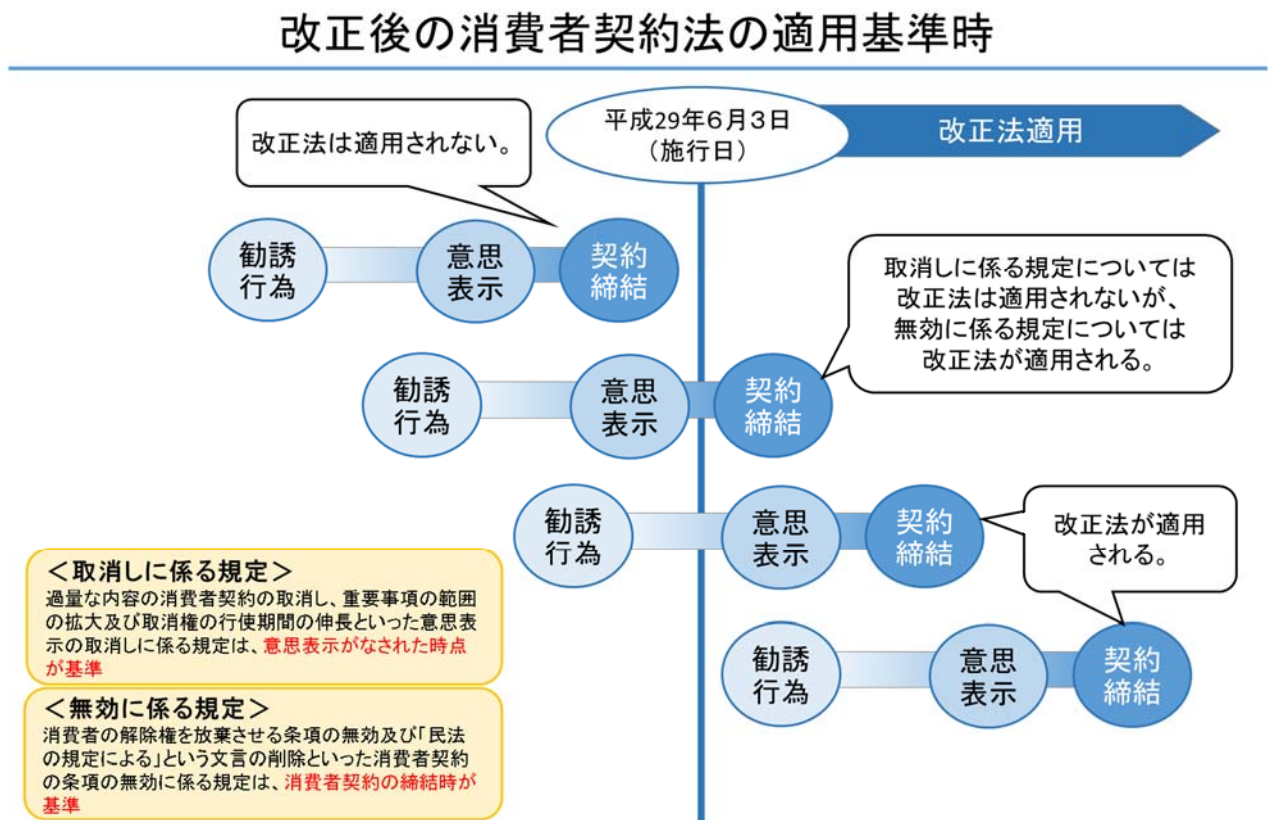 改正後の消費者契約法の適用基準時
改正法は適用されない。
平成29年６月３日
（施行日）
改正法適用
勧誘
行為
意思
表示
契約
締結
取消しに係る規定については
改正法は適用されないが、
無効に係る規定については
改正法が適用される。
勧誘
行為
意思
表示
契約
締結
勧誘
行為
意思
表示
契約
締結
改正法が適用
される。
勧誘
行為
意思
表示
契約
締結
＜取消しに係る規定＞
過量な内容の消費者契約の取消し、重要事項の範囲
の拡大及び取消権の行使期間の伸長といった意思表
示の取消しに係る規定は、意思表示がなされた時点
が基準
＜無効に係る規定＞
消費者の解除権を放棄させる条項の無効及び「民法
の規定による」という文言の削除といった消費者契約
の条項の無効に係る規定は、消費者契約の締結時が
基準